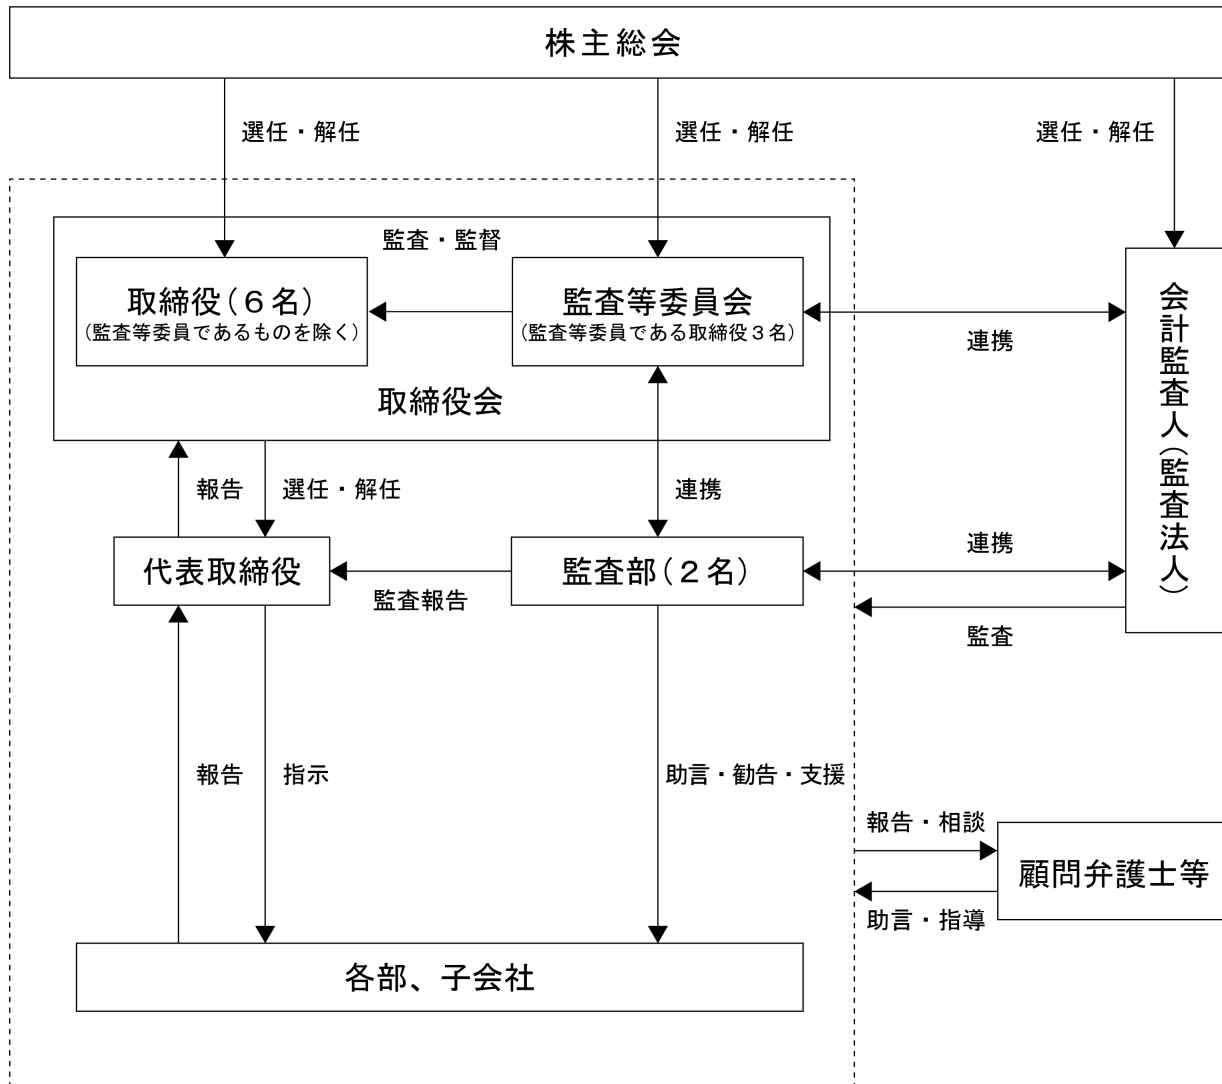 株主総会
選任・解任
選任・解任
選任・解任
監査・監督
取締役(6名)
(監査等委員であるものを除く)
監査等委員会
(監査等委員である取締役3名)
連携
取締役会
会計監査人(監査法人)
報告
選任・解任
連携
連携
代表取締役
監査部(2名)
監査報告
監査
報告
指示
助言・勧告・支援
報告・相談
顧問弁護士等
助言・指導
各部、子会社